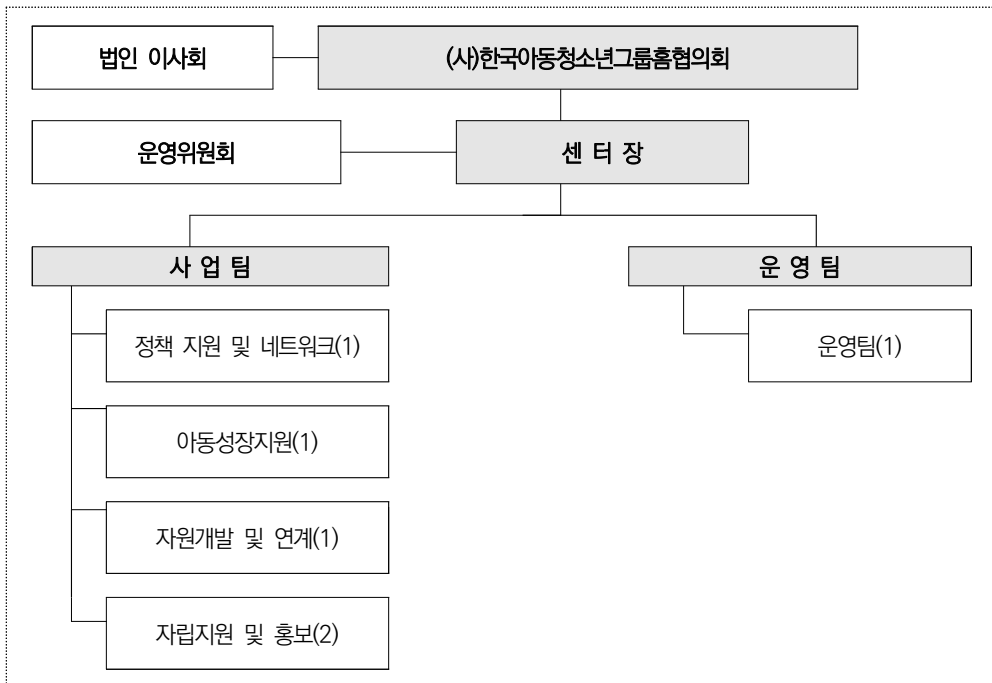 법인 이사회
(사)한국아동청소년그룹홈협의회
운영위원회
센 터 장
사 업 팀
운 영 팀
정책 지원 및 네트워크(1)
운영팀(1)
아동성장지원(1)
자원개발 및 연계(1)
자립지원 및 홍보(2)